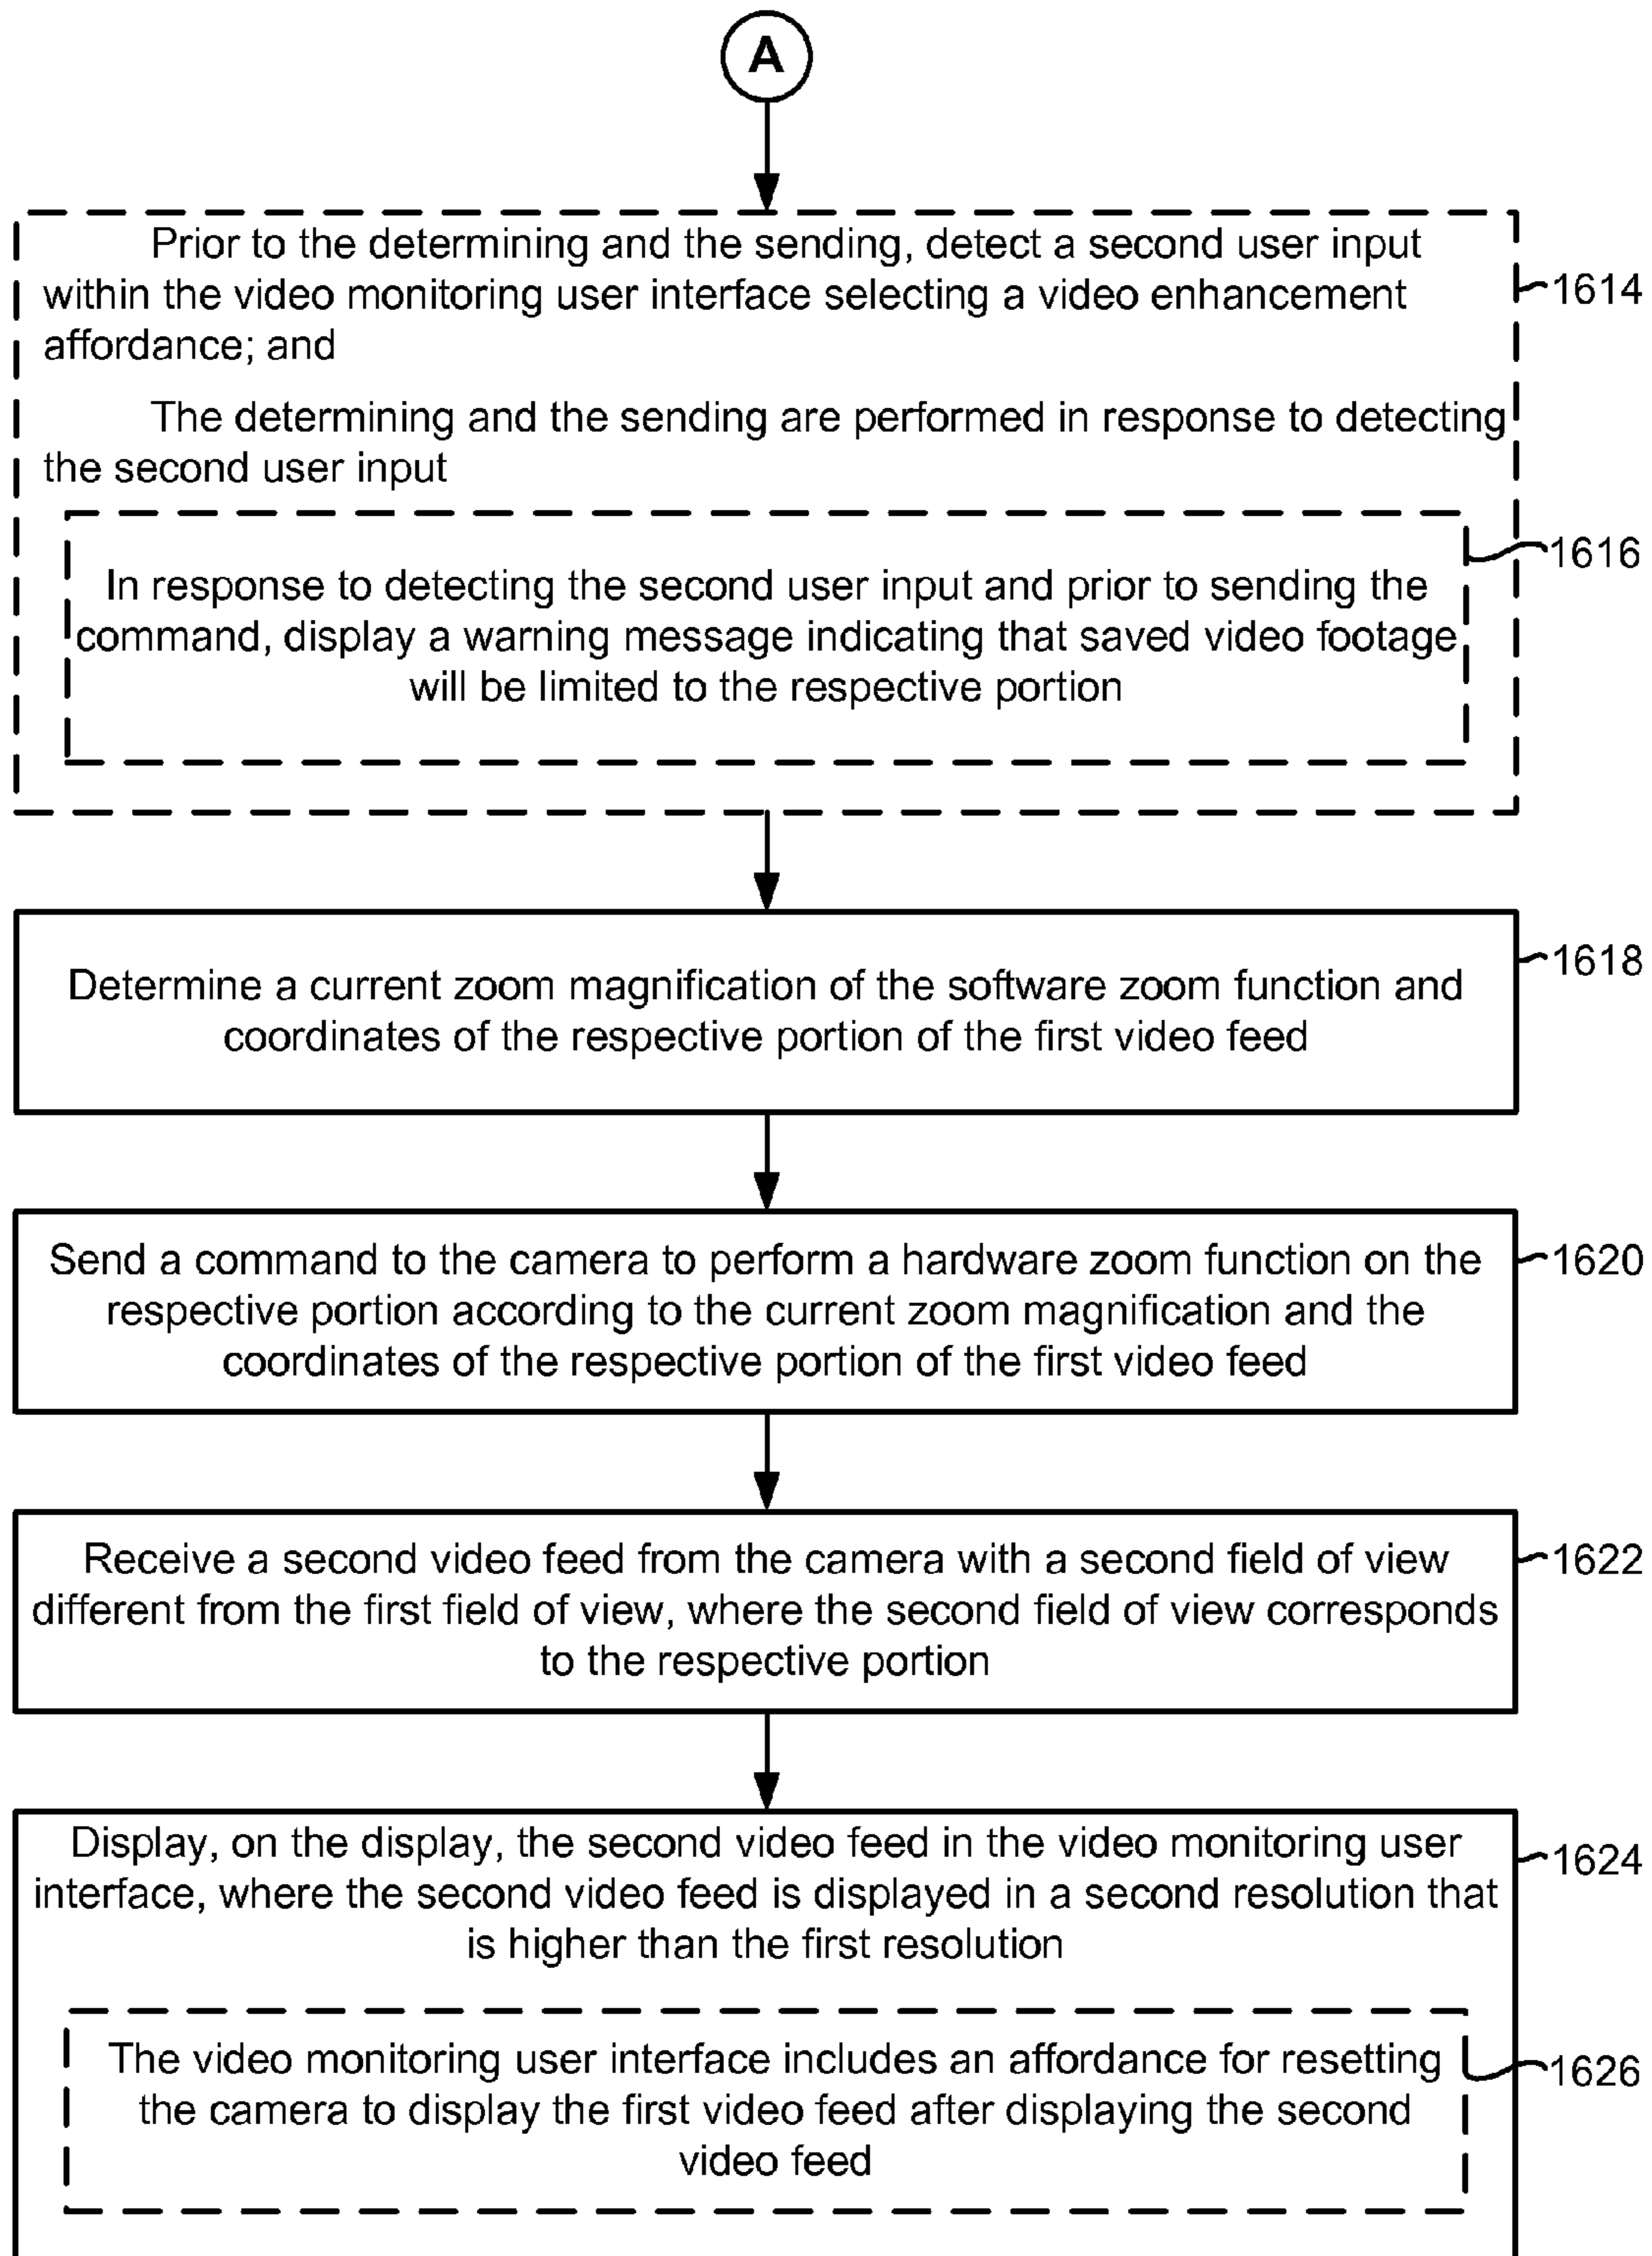 A
Prior to the determining and the sending, detect a second user input
within the video monitoring user interface selecting a video enhancement
affordance; and
1614
The determining and the sending are performed in response to detecting
the second user input
1616
In response to detecting the second user input and prior to sending the
command, display a warning message indicating that saved video footage
will be limited to the respective portion
1618
Determine a current zoom magnification of the software zoom function and
coordinates of the respective portion of the first video feed
1620
Send a command to the camera to perform a hardware zoom function on the
respective portion according to the current zoom magnification and the
coordinates of the respective portion of the first video feed
1622
Receive a second video feed from the camera with a second field of view
different from the first field of view, where the second field of view corresponds
to the respective portion
1624
Display, on the display, the second video feed in the video monitoring user
interface, where the second video feed is displayed in a second resolution that
is higher than the first resolution
1626
The video monitoring user interface includes an affordance for resetting
the camera to display the first video feed after displaying the second
video feed